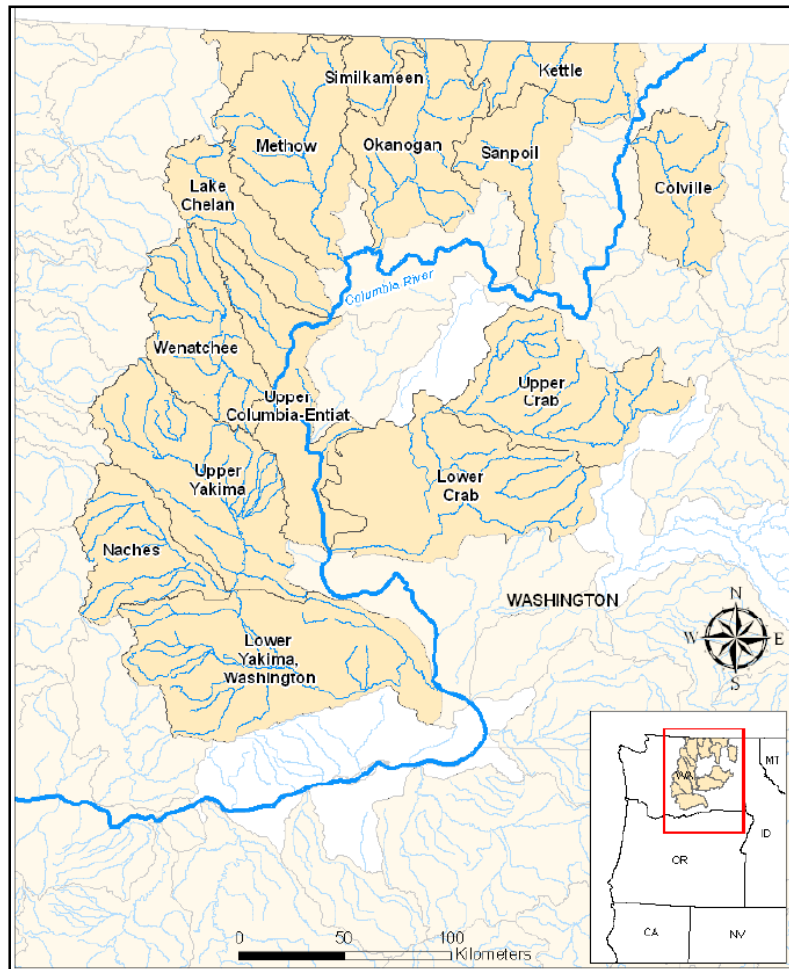 Similkameen
Kettle
Methow
Okanogan
Sanpoil
Lake
Chelan
Colville
Columbia River
Wenatchee
Upper
Columbia-Entiat
Upper
Crab
Upper
Yakima
Lower
Crab
Naches
WASHINGTON
Lower
Yakima,
Washington
N
W
E
S
WA
MT
ID
OR
CA
NV
0
50
100
Kilometers